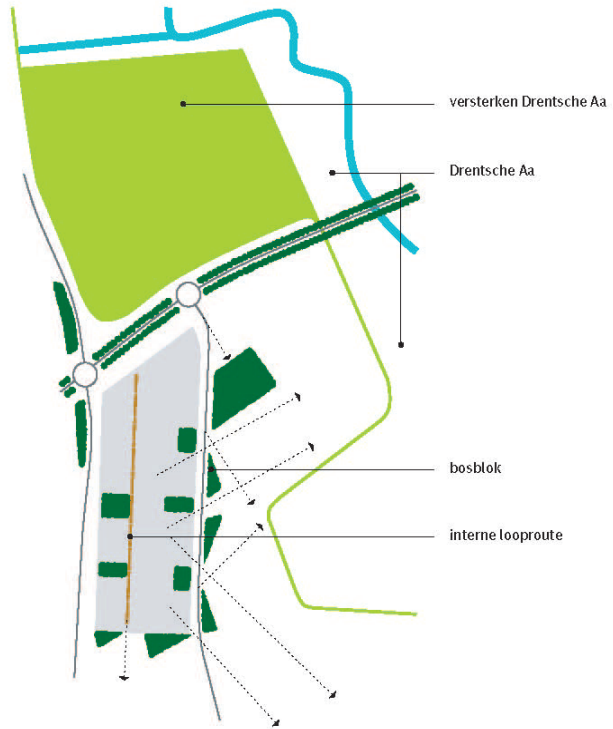 versterken Drentsche Aa
Drentsche Aa
bosblok
interne looproute